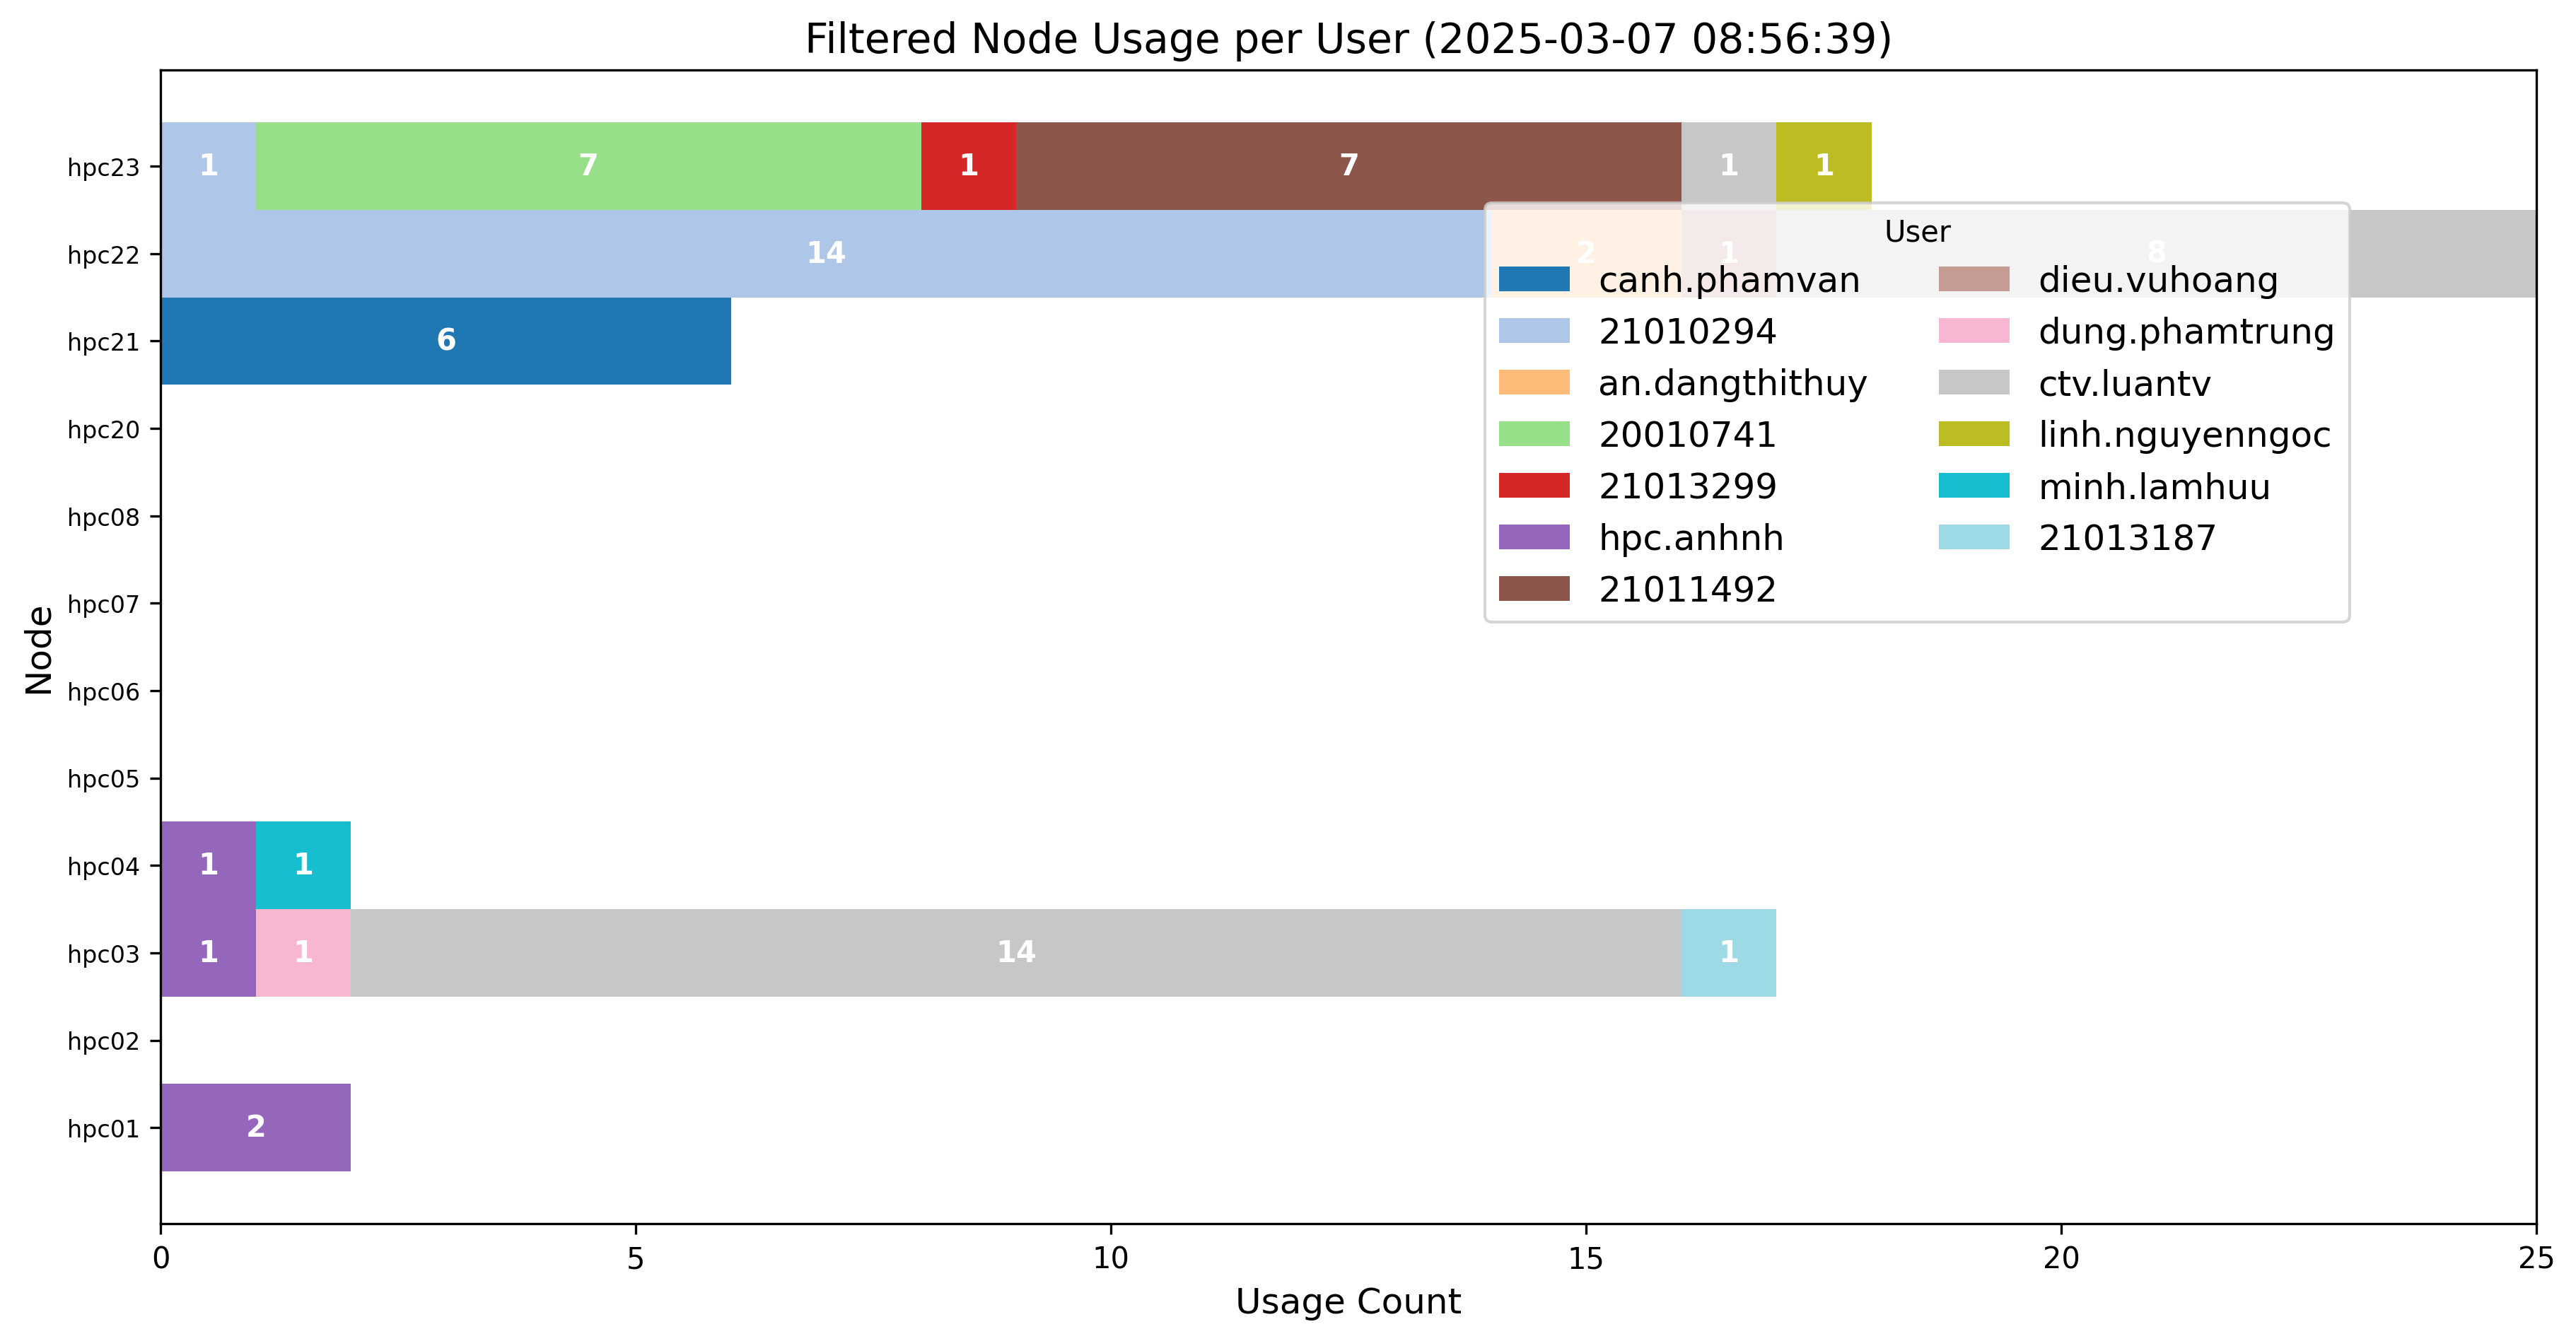 Filtered Node Usage per User (2025-03-07 08:56:39)
hpc23 1 7 1 7 1 1
hpc22 14 2 1 8
hpc21 6
hpc20
hpc08
hpc07
hpc06
hpc05
hpc04 1 1
hpc03 1 1 14 1
hpc02
hpc01 2
Node
0 5 10 15 20 25
Usage Count
User
canh.phamvan
21010294
an.dangthithuy
20010741
21013299
hpc.anhnh
21011492
dieu.vuhoang
dung.phamtrung
ctv.luantv
linh.nguyenngoc
minh.lamhuu
21013187